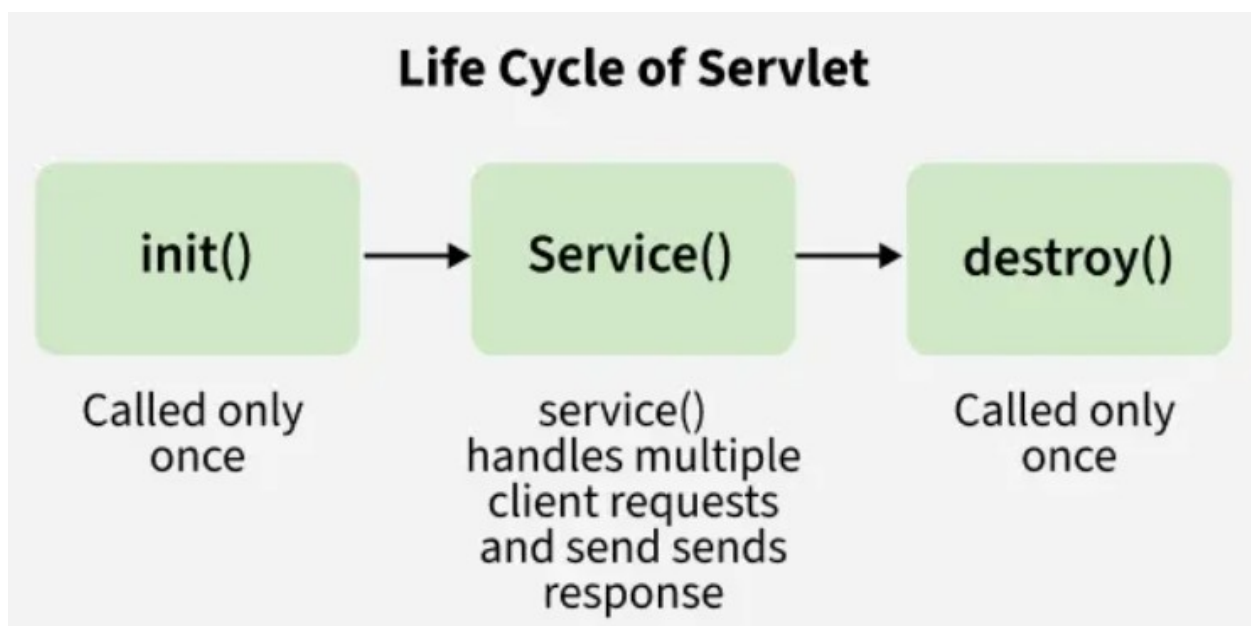 Life Cycle of Servlet
init()
Service()
destroy()
Called only
once
service()
handles multiple
client requests
and send sends
response
Called only
once